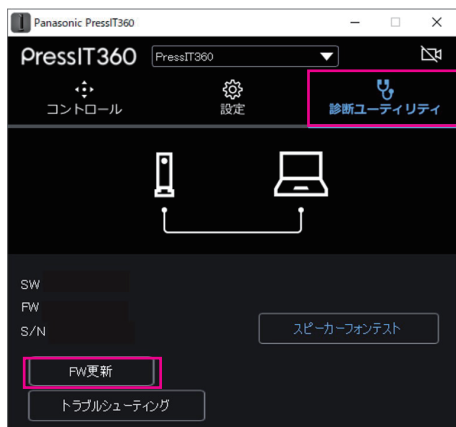 Panasonic PressIT360
PressIT360
PressIT360
コントロール
設定
診断ユーティリティ
SW
FW
S/N
スピーカーフォンテスト
FW更新
トラブルシューティング